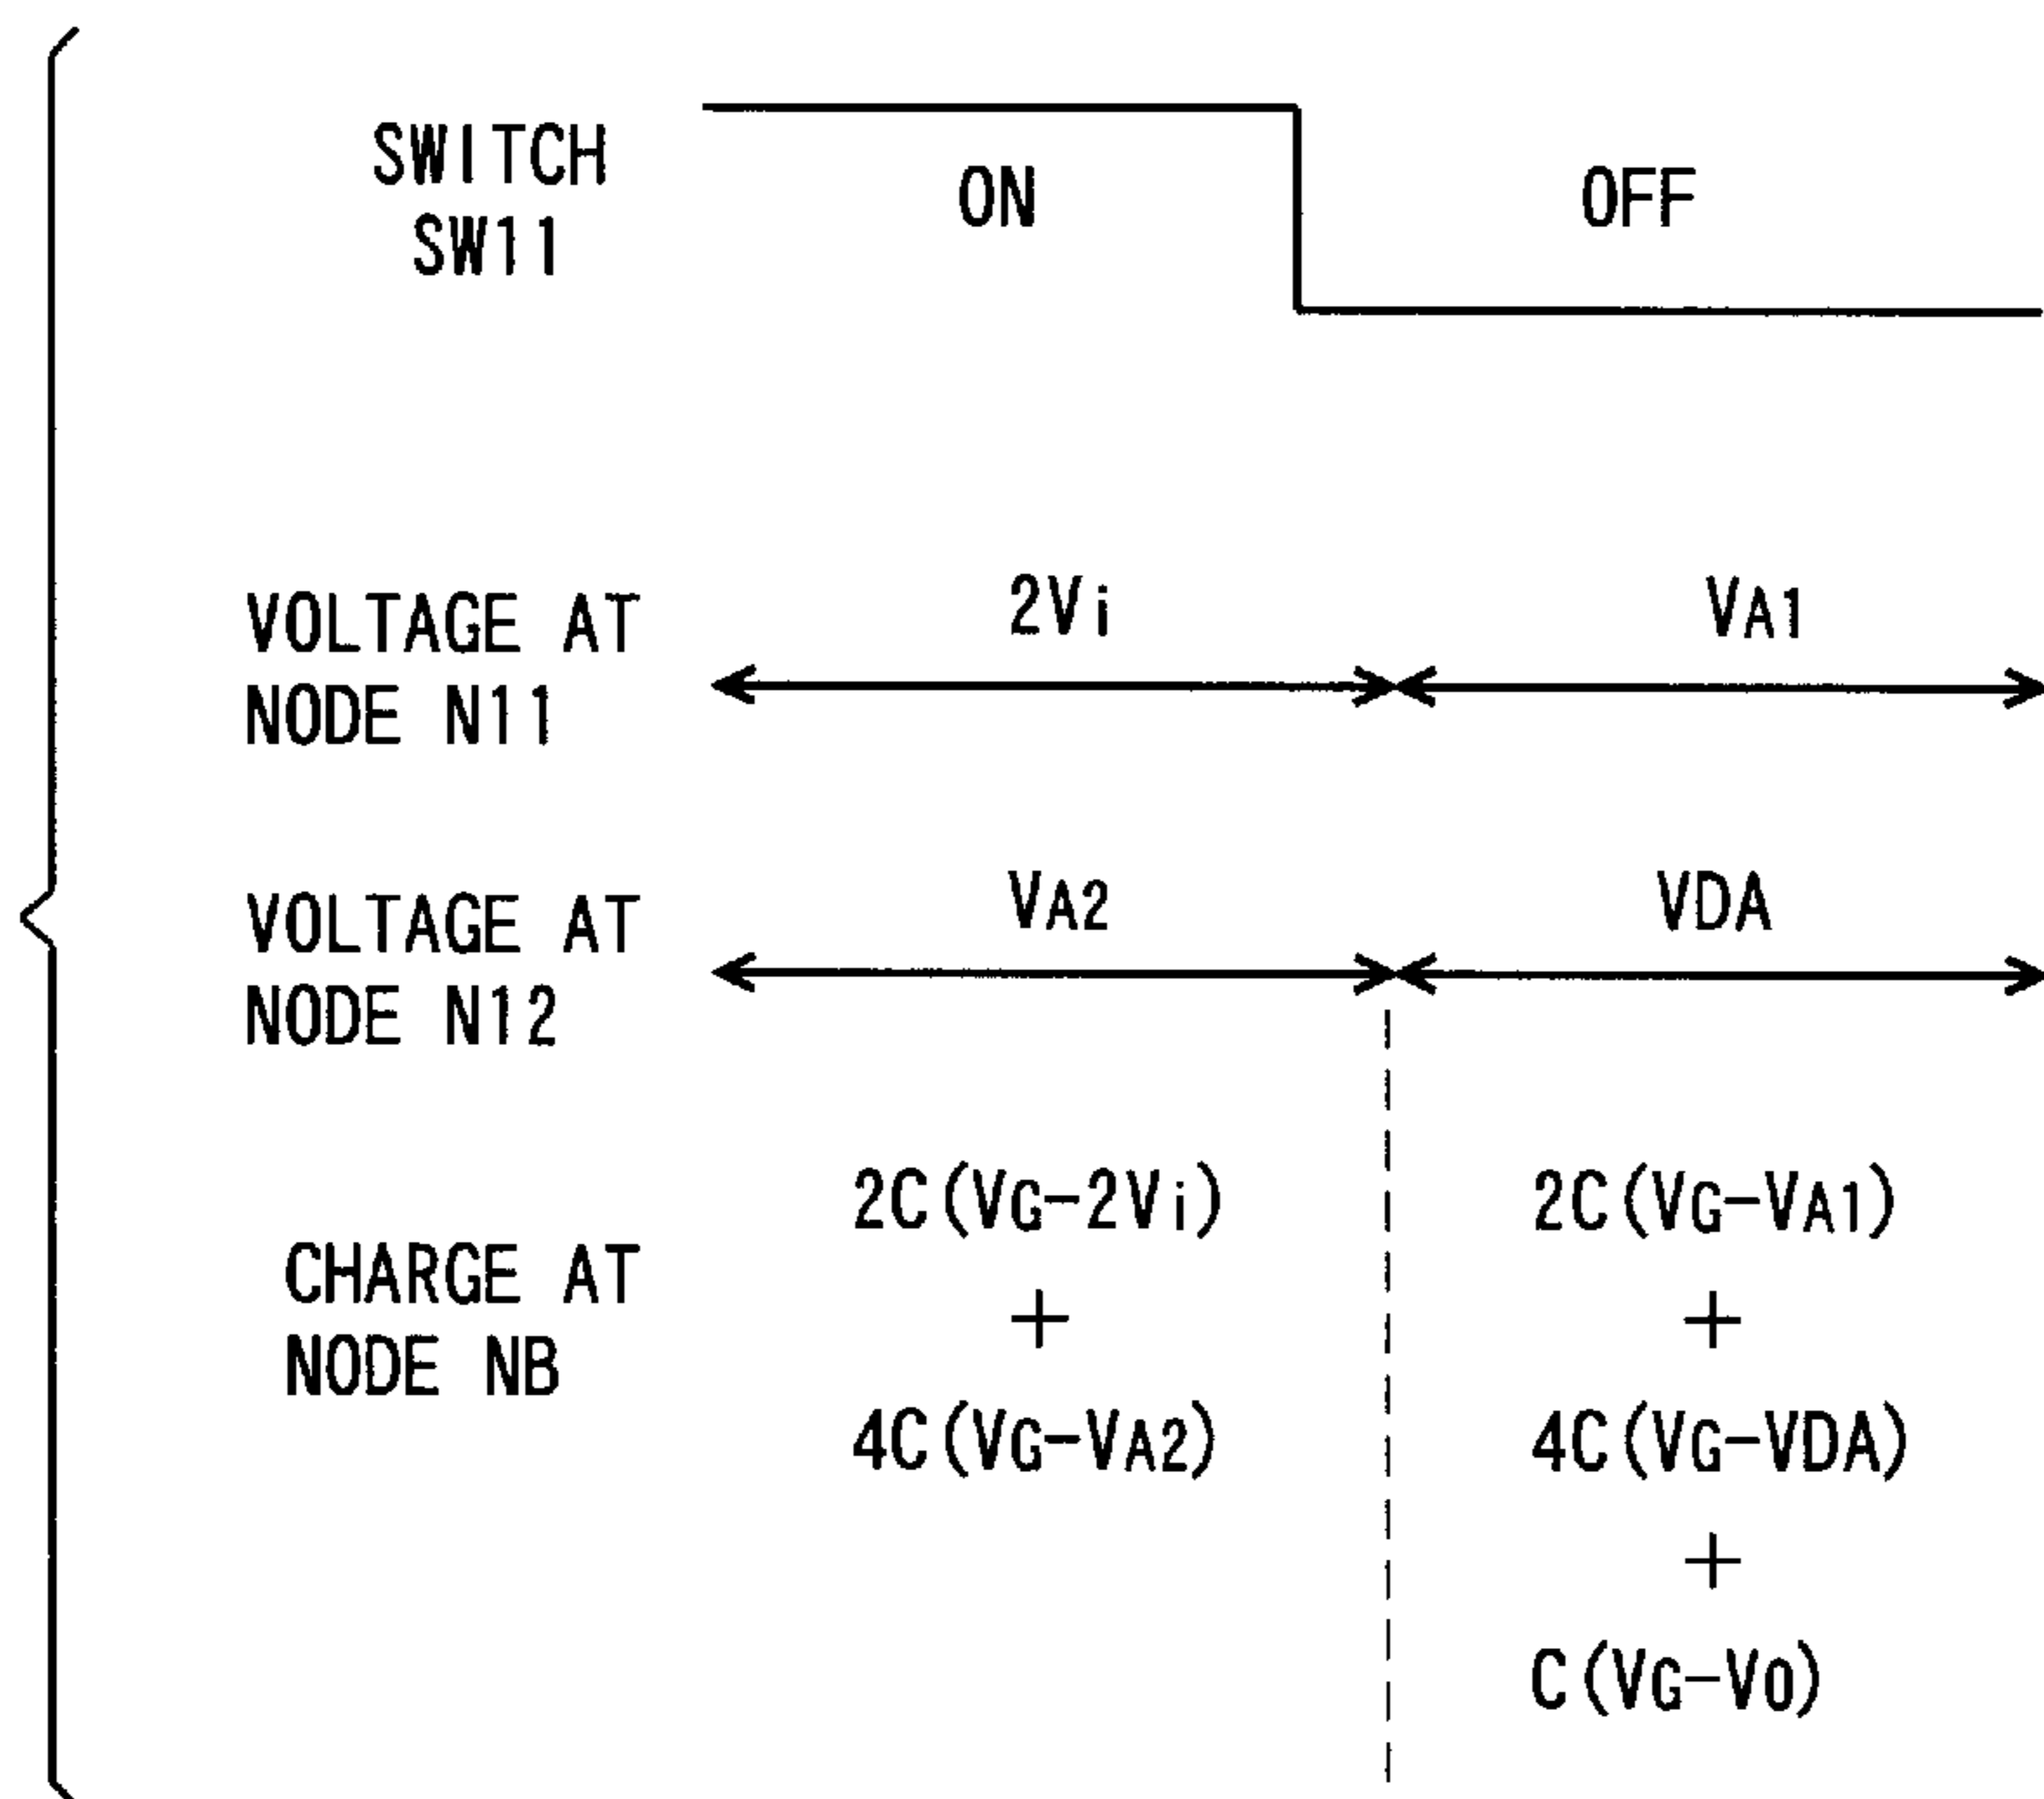 SWITCH
SW11
ON
OFF
VOLTAGE AT
NODE N11
2Vi
VA1
VOLTAGE AT
NODE N12
VA2
VDA
CHARGE AT
NODE NB
2C(VG-2Vi)
+
4C(VG-VA2)
2C(VG-VA1)
+
4C(VG-VDA)
+
C(VG-VO)